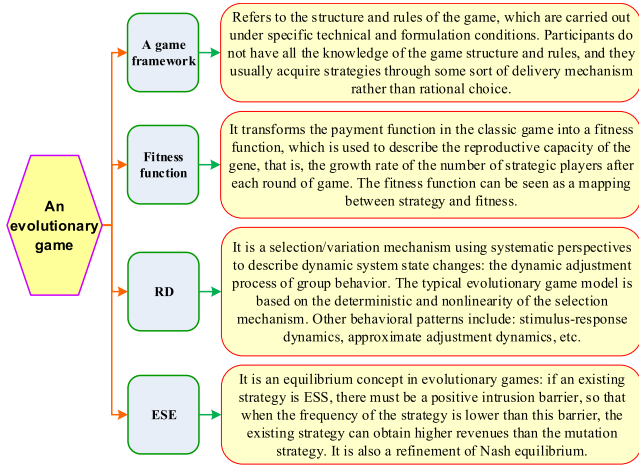 An
evolutionary
game
A game
framework
Refers to the structure and rules of the game, which are carried out
under specific technical and formulation conditions. Participants do
not have all the knowledge of the game structure and rules, and they
usually acquire strategies through some sort of delivery mechanism
rather than rational choice.
Fitness
function
It transforms the payment function in the classic game into a fitness
function, which is used to describe the reproductive capacity of the
gene, that is, the growth rate of the number of strategic players after
each round of game. The fitness function can be seen as a mapping
between strategy and fitness.
RD
It is a selection/variation mechanism using systematic perspectives
to describe dynamic system state changes: the dynamic adjustment
process of group behavior. The typical evolutionary game model is
based on the deterministic and nonlinearity of the selection
mechanism. Other behavioral patterns include: stimulus-response
dynamics, approximate adjustment dynamics, etc.
ESE
It is an equilibrium concept in evolutionary games: if an existing
strategy is ESS, there must be a positive intrusion barrier, so that
when the frequency of the strategy is lower than this barrier, the
existing strategy can obtain higher revenues than the mutation
strategy. It is also a refinement of Nash equilibrium.